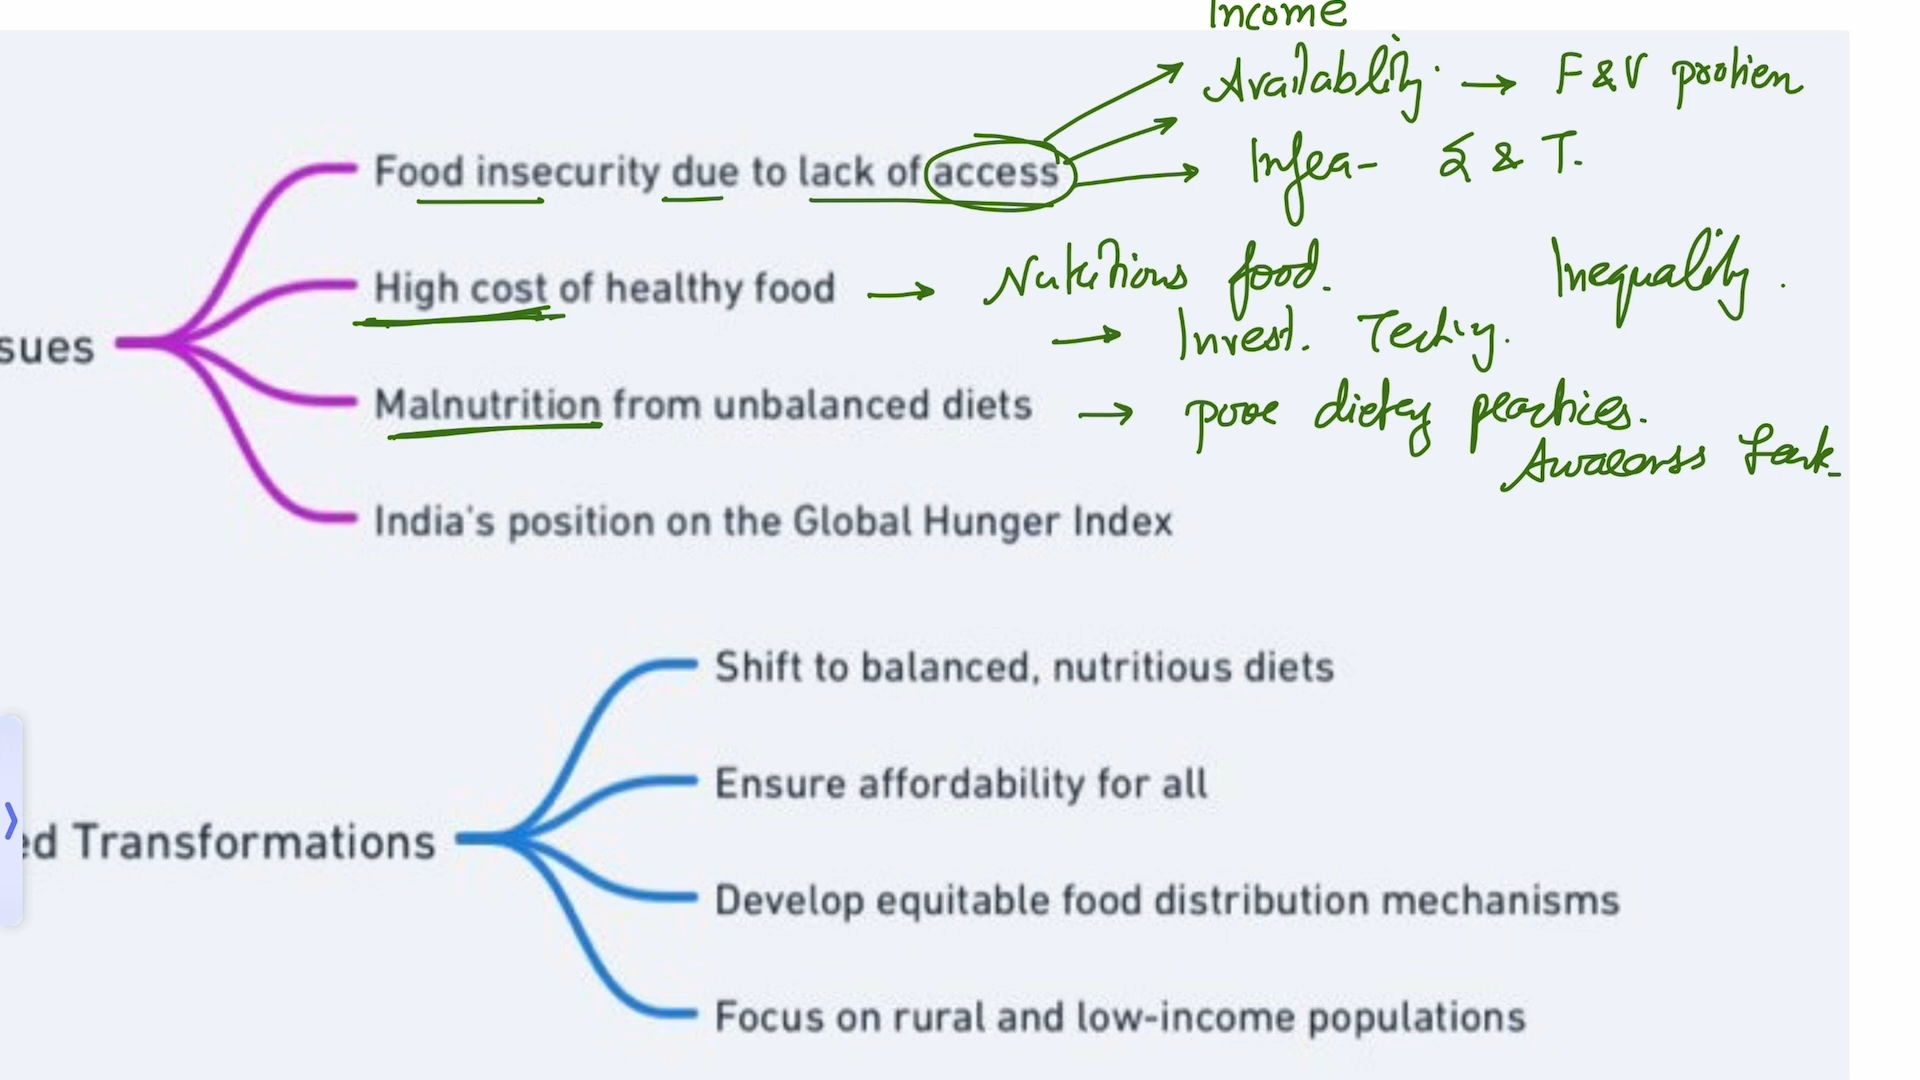 Income
Availablity. → F & V protien
Food insecurity due to lack of access → Infra- & T.
High cost of healthy food → Nutritious food. Inequality.
→ Invest. Techy.
sues
Malnutrition from unbalanced diets → poor dietry practices.
Awareness Lack-
India's position on the Global Hunger Index
Shift to balanced, nutritious diets
Ensure affordability for all
ed Transformations
Develop equitable food distribution mechanisms
Focus on rural and low-income populations